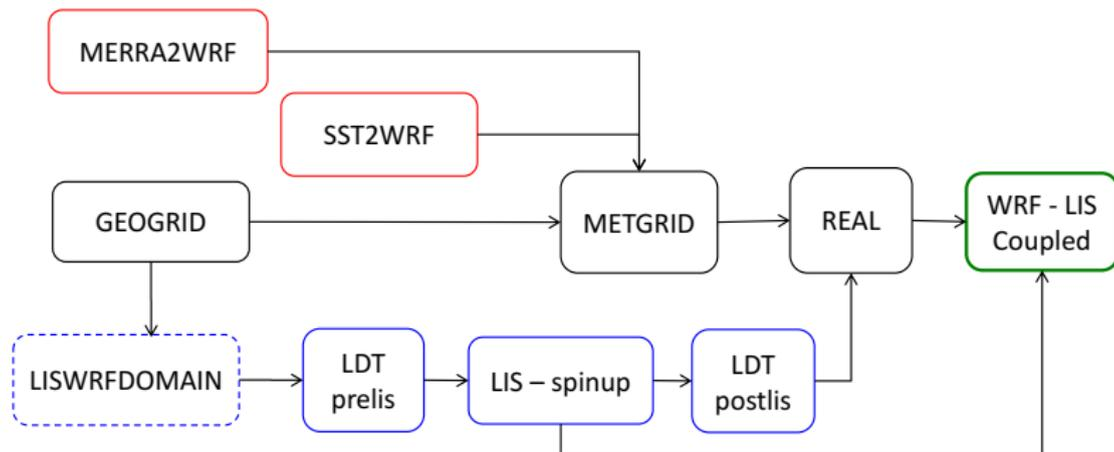 MERRA2WRF
SST2WRF
GEOGRID
METGRID
REAL
WRF - LIS
Coupled
LISWRFDOMAIN
LDT
prelis
LIS – spinup
LDT
postlis